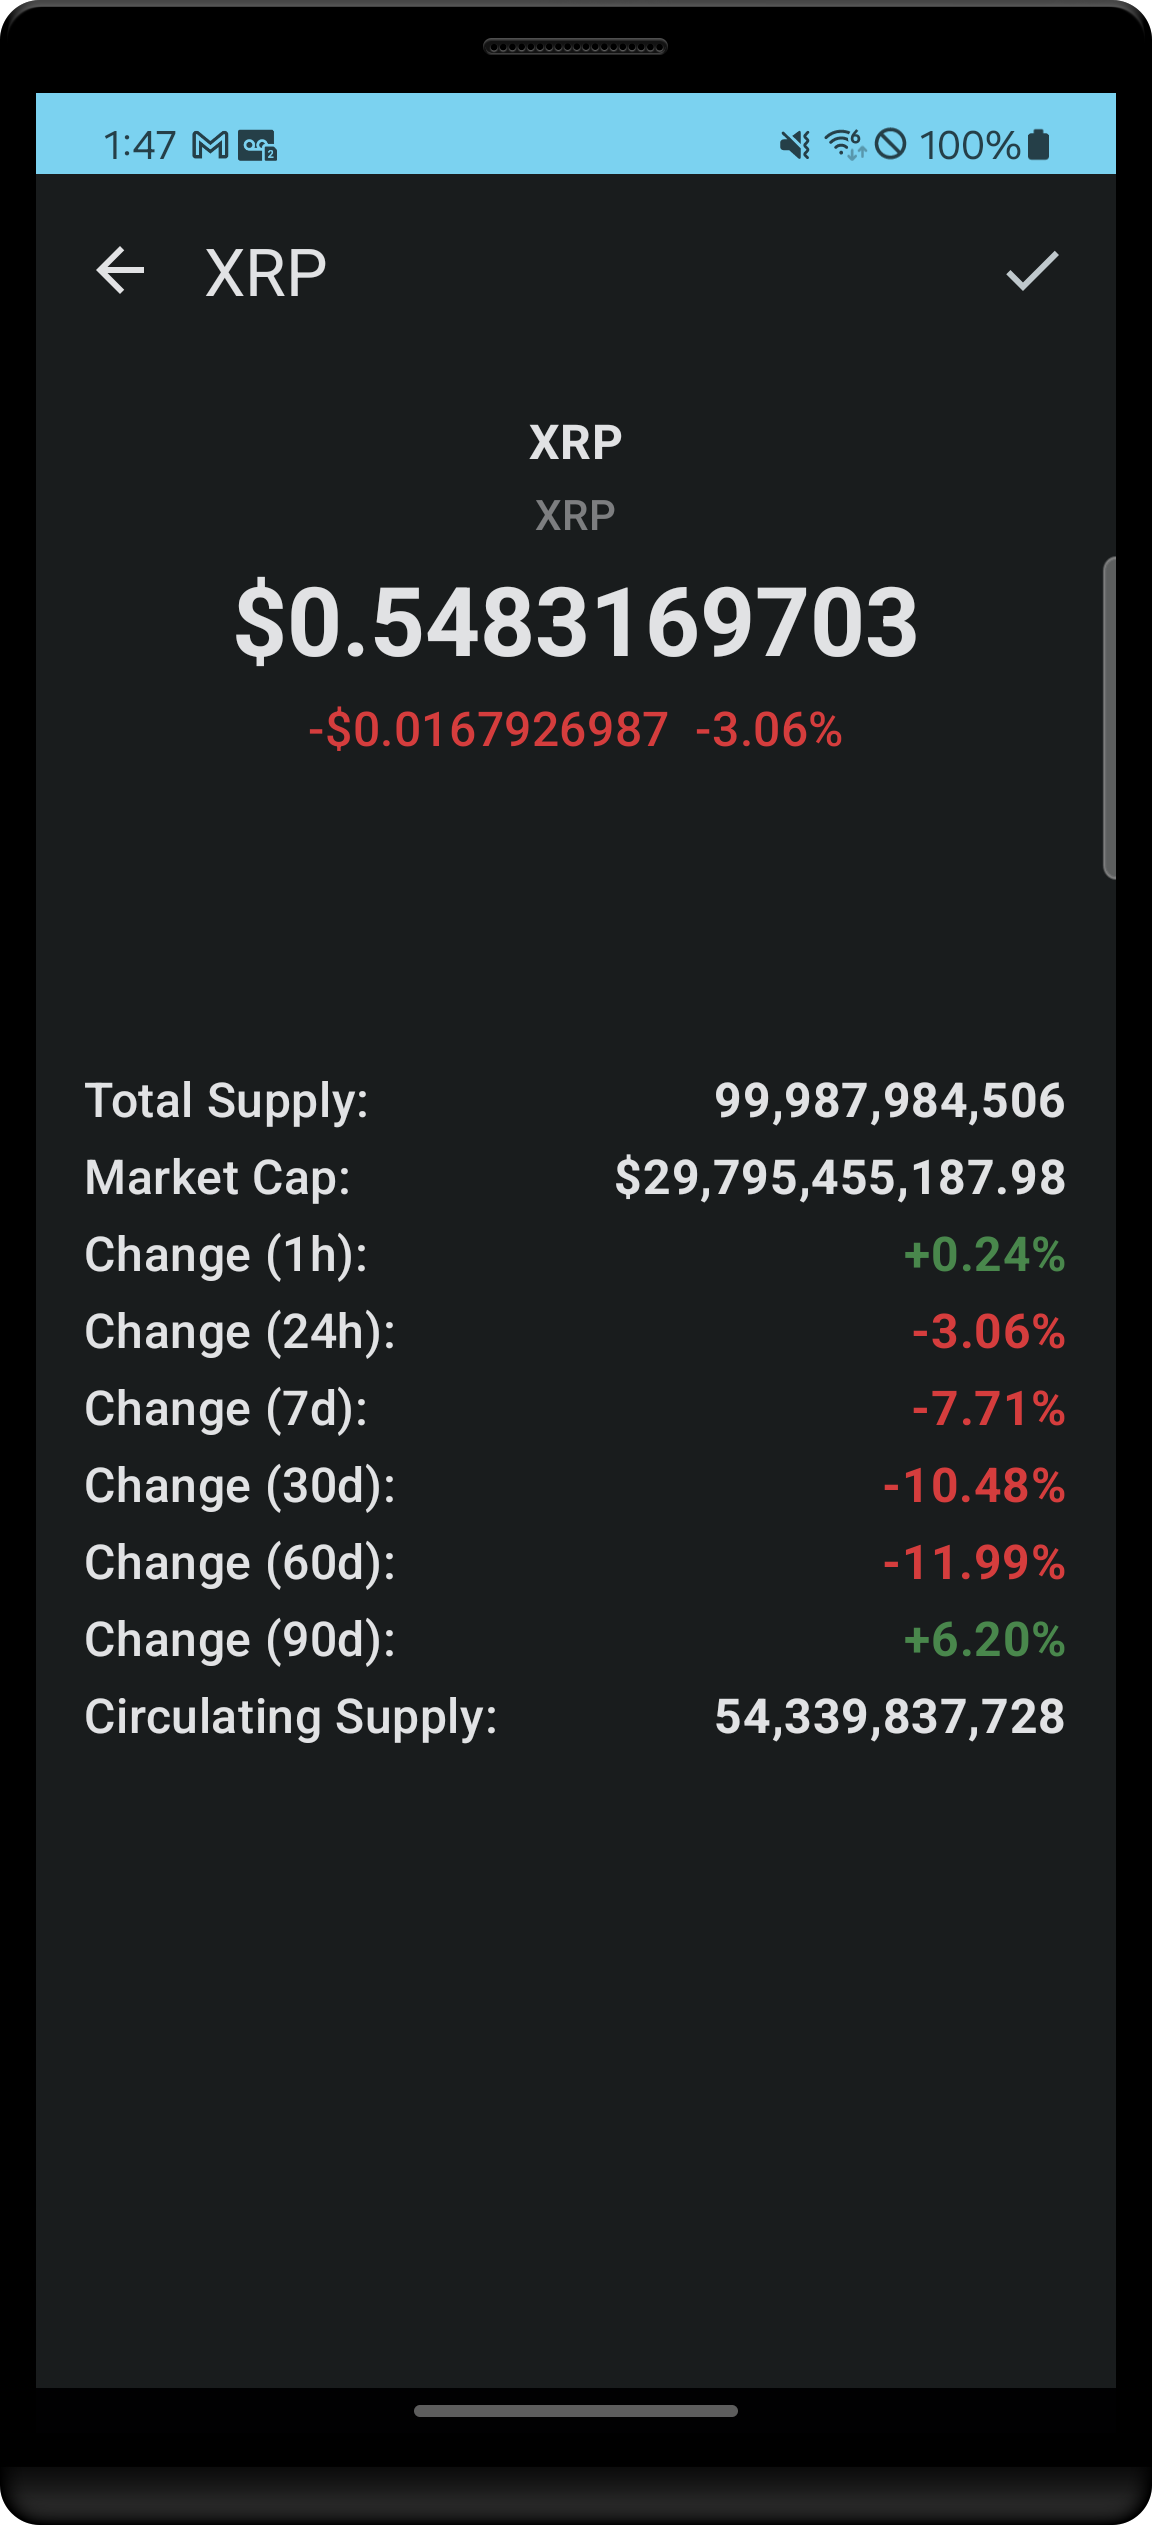 1:47 100%
XRP
XRP
XRP
$0.5483169703
-$0.0167926987 -3.06%
Total Supply: 99,987,984,506
Market Cap: $29,795,455,187.98
Change (1h): +0.24%
Change (24h): -3.06%
Change (7d): -7.71%
Change (30d): -10.48%
Change (60d): -11.99%
Change (90d): +6.20%
Circulating Supply: 54,339,837,728